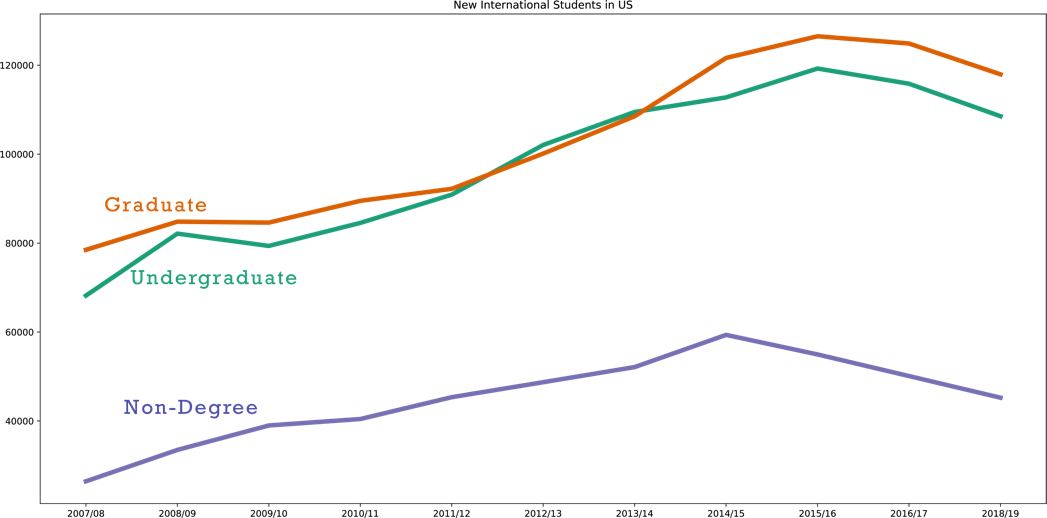 New International Students in US
120000
100000
80000
60000
40000
Graduate
Undergraduate
Non-Degree
2007/08 2008/09 2009/10 2010/11 2011/12 2012/13 2013/14 2014/15 2015/16 2016/17 2018/19